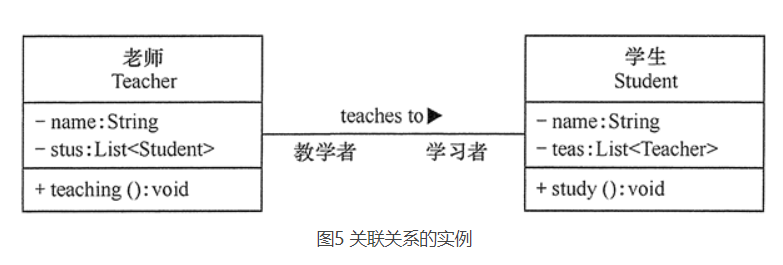 老师
Teacher
- name:String
- stus:List<Student>
+ teaching():void
teaches to▶
教学者
学习者
学生
Student
- name:String
- teas:List<Teacher>
+ study():void
图5 关联关系的实例